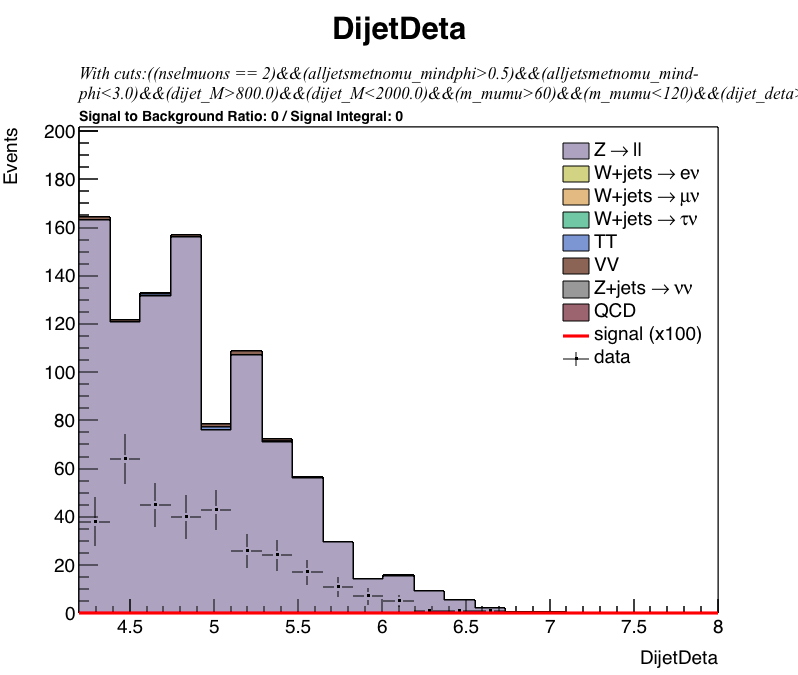 DijetDeta
With cuts:((nselmuons == 2)&&(alljetsmetnomu_mindphi>0.5)&&(alljetsmetnomu_mind-
phi<3.0)&&(dijet_M>800.0)&&(dijet_M<2000.0)&&(m_mumu>60)&&(m_mumu<120)&&(dijet_deta>
Signal to Background Ratio: 0 / Signal Integral: 0
Events
200
180
160
140
120
100
80
60
40
20
0
Z → ll
W+jets → eν
W+jets → μν
W+jets → τν
TT
VV
Z+jets → νν
QCD
signal (x100)
data
4.5 5 5.5 6 6.5 7 7.5 8
DijetDeta